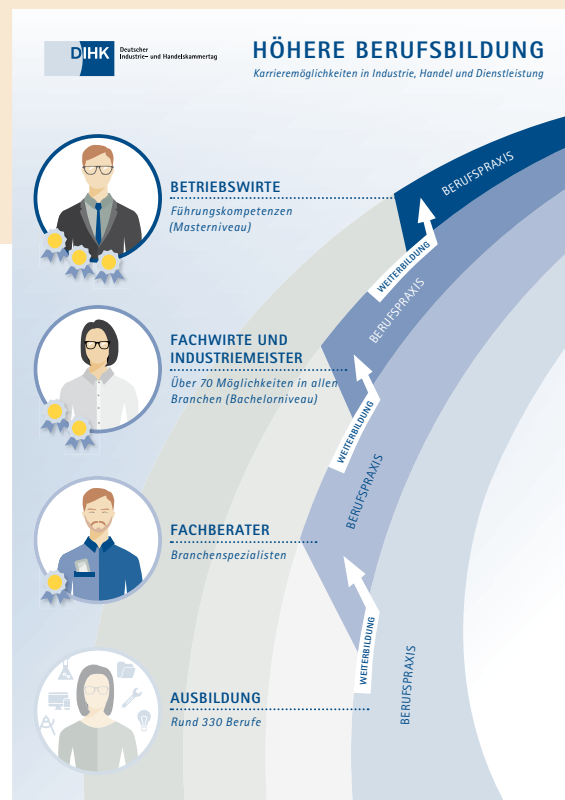 DIHK
Deutscher
Industrie- und Handelskammertag
HÖHERE BERUFSBILDUNG
Karrieremöglichkeiten in Industrie, Handel und Dienstleistung
BERUFSPRAXIS
BETRIEBSWIRTE
Führungskompetenzen
(Masterniveau)
WEITERBILDUNG
BERUFSPRAXIS
FACHWIRTE UND
INDUSTRIEMEISTER
Über 70 Möglichkeiten in allen
Branchen (Bachelorniveau)
WEITERBILDUNG
BERUFSPRAXIS
FACHBERATER
Branchenspezialisten
WEITERBILDUNG
BERUFSPRAXIS
AUSBILDUNG
Rund 330 Berufe